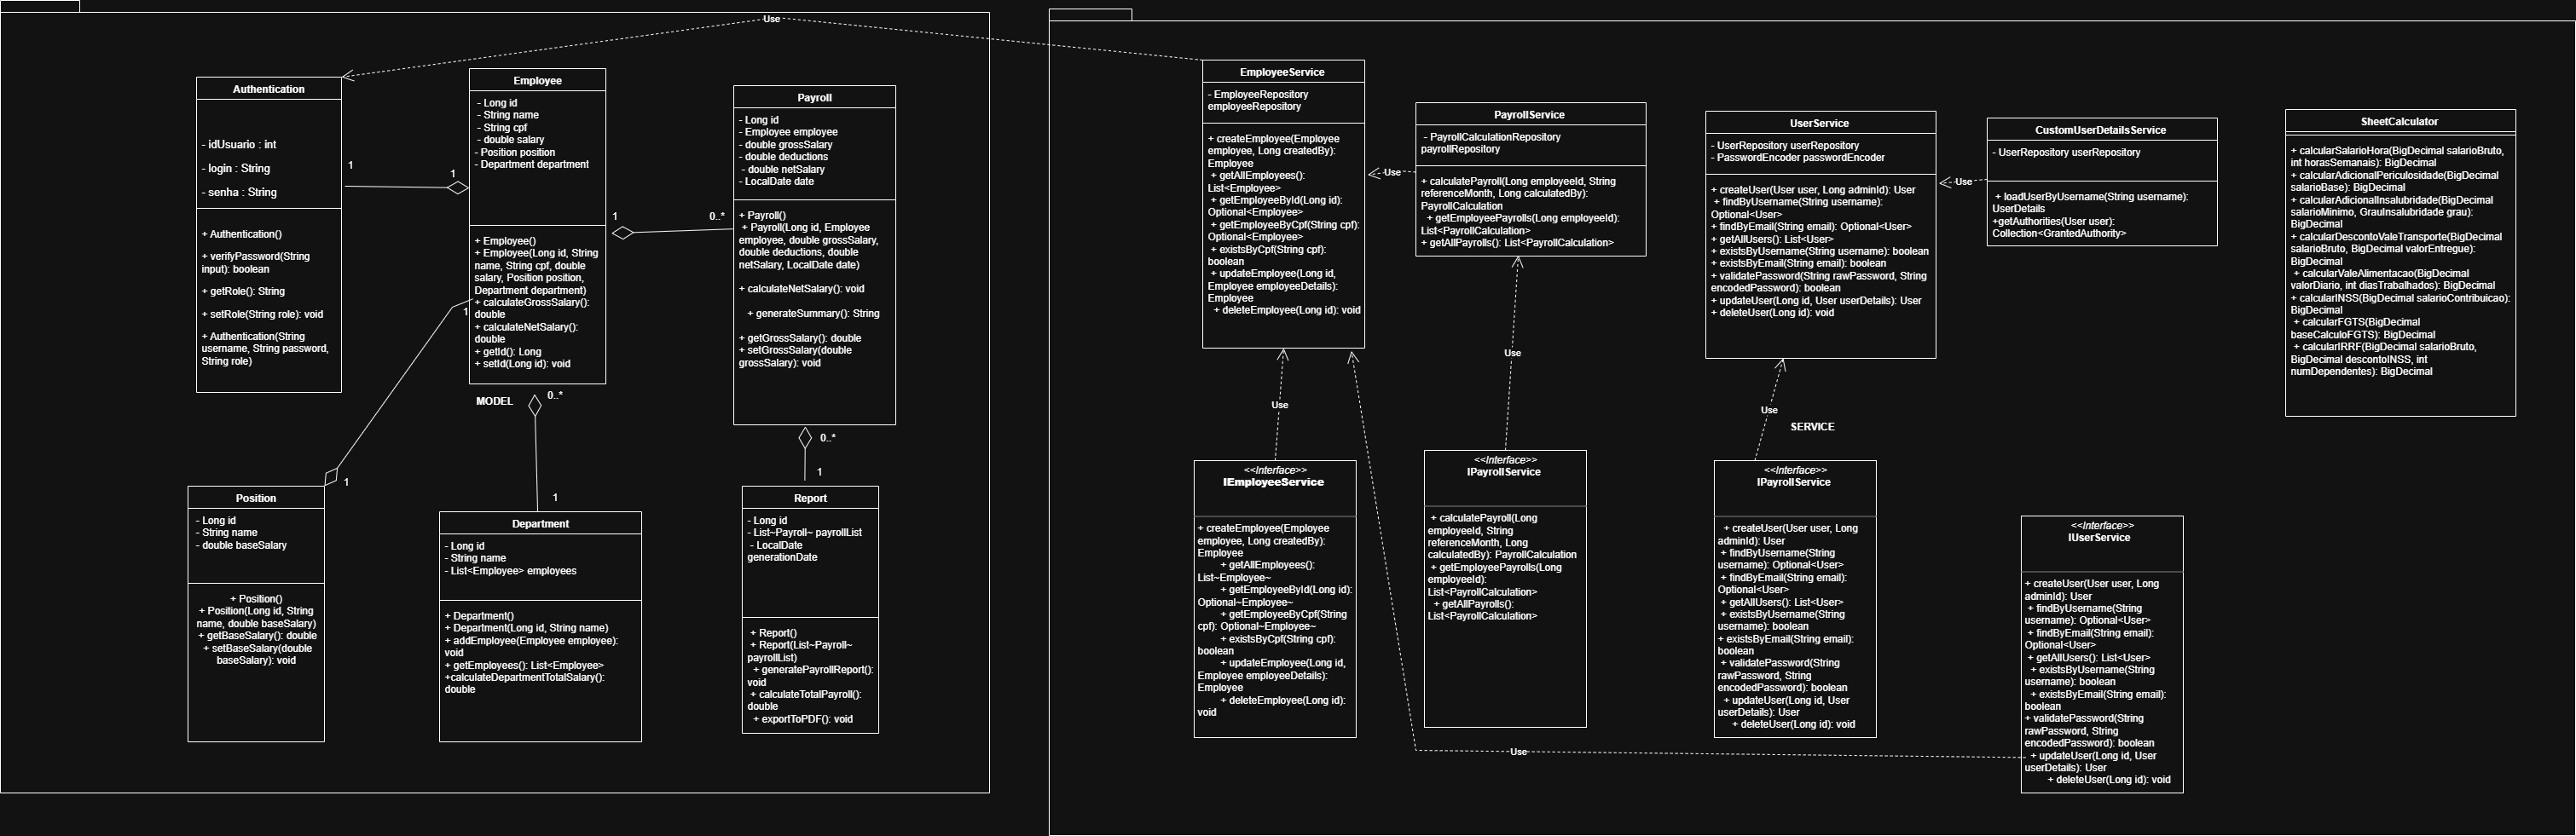 Use
Authentication
- idUsuario : int
- login : String
- senha : String
+ Authentication()
+ verifyPassword(String
input): boolean
+ getRole(): String
+ setRole(String role): void
+ Authentication(String
username, String password,
String role)
1
1
Employee
- Long id
- String name
- String cpf
- double salary
- Position position
- Department department
+ Employee()
+ Employee(Long id, String
name, String cpf, double
salary, Position position,
Department department)
+ calculateGrossSalary():
double
+ calculateNetSalary():
double
+ getId(): Long
+ setId(Long id): void
1
0..*
Payroll
- Long id
- Employee employee
- double grossSalary
- double deductions
- double netSalary
- LocalDate date
+ Payroll()
+ Payroll(Long id, Employee
employee, double grossSalary,
double deductions, double
netSalary, LocalDate date)
+ calculateNetSalary(): void
+ generateSummary(): String
+ getGrossSalary(): double
+ setGrossSalary(double
grossSalary): void
1
MODEL
0..*
0..*
1
1
1
Position
- Long id
- String name
- double baseSalary
+ Position()
+ Position(Long id, String
name, double baseSalary)
+ getBaseSalary(): double
+ setBaseSalary(double
baseSalary): void
Department
- Long id
- String name
- List<Employee> employees
+ Department()
+ Department(Long id, String name)
+ addEmployee(Employee employee):
void
+ getEmployees(): List<Employee>
+calculateDepartmentTotalSalary():
double
Report
- Long id
- List~Payroll~ payrollList
- LocalDate
generationDate
+ Report()
+ Report(List~Payroll~
payrollList)
+ generatePayrollReport():
void
+ calculateTotalPayroll():
double
+ exportToPDF(): void
EmployeeService
- EmployeeRepository
employeeRepository
+ createEmployee(Employee
employee, Long createdBy):
Employee
+ getAllEmployees():
List<Employee>
+ getEmployeeById(Long id):
Optional<Employee>
+ getEmployeeByCpf(String cpf):
Optional<Employee>
+ existsByCpf(String cpf):
boolean
+ updateEmployee(Long id,
Employee employeeDetails):
Employee
+ deleteEmployee(Long id): void
Use
PayrollService
- PayrollCalculationRepository
payrollRepository
+ calculatePayroll(Long employeeId, String
referenceMonth, Long calculatedBy):
PayrollCalculation
+ getEmployeePayrolls(Long employeeId):
List<PayrollCalculation>
+ getAllPayrolls(): List<PayrollCalculation>
UserService
- UserRepository userRepository
- PasswordEncoder passwordEncoder
+ createUser(User user, Long adminId): User
+ findByUsername(String username):
Optional<User>
+ findByEmail(String email): Optional<User>
+ getAllUsers(): List<User>
+ existsByUsername(String username): boolean
+ existsByEmail(String email): boolean
+ validatePassword(String rawPassword, String
encodedPassword): boolean
+ updateUser(Long id, User userDetails): User
+ deleteUser(Long id): void
Use
CustomUserDetailsService
- UserRepository userRepository
+ loadUserByUsername(String username):
UserDetails
+getAuthorities(User user):
Collection<GrantedAuthority>
SheetCalculator
+ calcularSalarioHora(BigDecimal salarioBruto,
int horasSemanais): BigDecimal
+ calcularAdicionalPericulosidade(BigDecimal
salarioBase): BigDecimal
+ calcularAdicionalInsalubridade(BigDecimal
salarioMinimo, GrauInsalubridade grau):
BigDecimal
+ calcularDescontoValeTransporte(BigDecimal
salarioBruto, BigDecimal valorEntregue):
BigDecimal
+ calcularValeAlimentacao(BigDecimal
valorDiario, int diasTrabalhados): BigDecimal
+ calcularINSS(BigDecimal salarioContribuicao):
BigDecimal
+ calcularFGTS(BigDecimal
baseCalculoFGTS): BigDecimal
+ calcularIRRF(BigDecimal salarioBruto,
BigDecimal descontoINSS, int
numDependentes): BigDecimal
Use
Use
Use
SERVICE
<<Interface>>
IEmployeeService
+ createEmployee(Employee
employee, Long createdBy):
Employee
+ getAllEmployees():
List~Employee~
+ getEmployeeById(Long id):
Optional~Employee~
+ getEmployeeByCpf(String
cpf): Optional~Employee~
+ existsByCpf(String cpf):
boolean
+ updateEmployee(Long id,
Employee employeeDetails):
Employee
+ deleteEmployee(Long id):
void
<<Interface>>
IPayrollService
+ calculatePayroll(Long
employeeId, String
referenceMonth, Long
calculatedBy): PayrollCalculation
+ getEmployeePayrolls(Long
employeeId):
List<PayrollCalculation>
+ getAllPayrolls():
List<PayrollCalculation>
<<Interface>>
IPayrollService
+ createUser(User user, Long
adminId): User
+ findByUsername(String
username): Optional<User>
+ findByEmail(String email):
Optional<User>
+ getAllUsers(): List<User>
+ existsByUsername(String
username): boolean
+ existsByEmail(String email):
boolean
+ validatePassword(String
rawPassword, String
encodedPassword): boolean
+ updateUser(Long id, User
userDetails): User
+ deleteUser(Long id): void
Use
<<Interface>>
IUserService
+ createUser(User user, Long
adminId): User
+ findByUsername(String
username): Optional<User>
+ findByEmail(String email):
Optional<User>
+ getAllUsers(): List<User>
+ existsByUsername(String
username): boolean
+ existsByEmail(String email):
boolean
+ validatePassword(String
rawPassword, String
encodedPassword): boolean
+ updateUser(Long id, User
userDetails): User
+ deleteUser(Long id): void